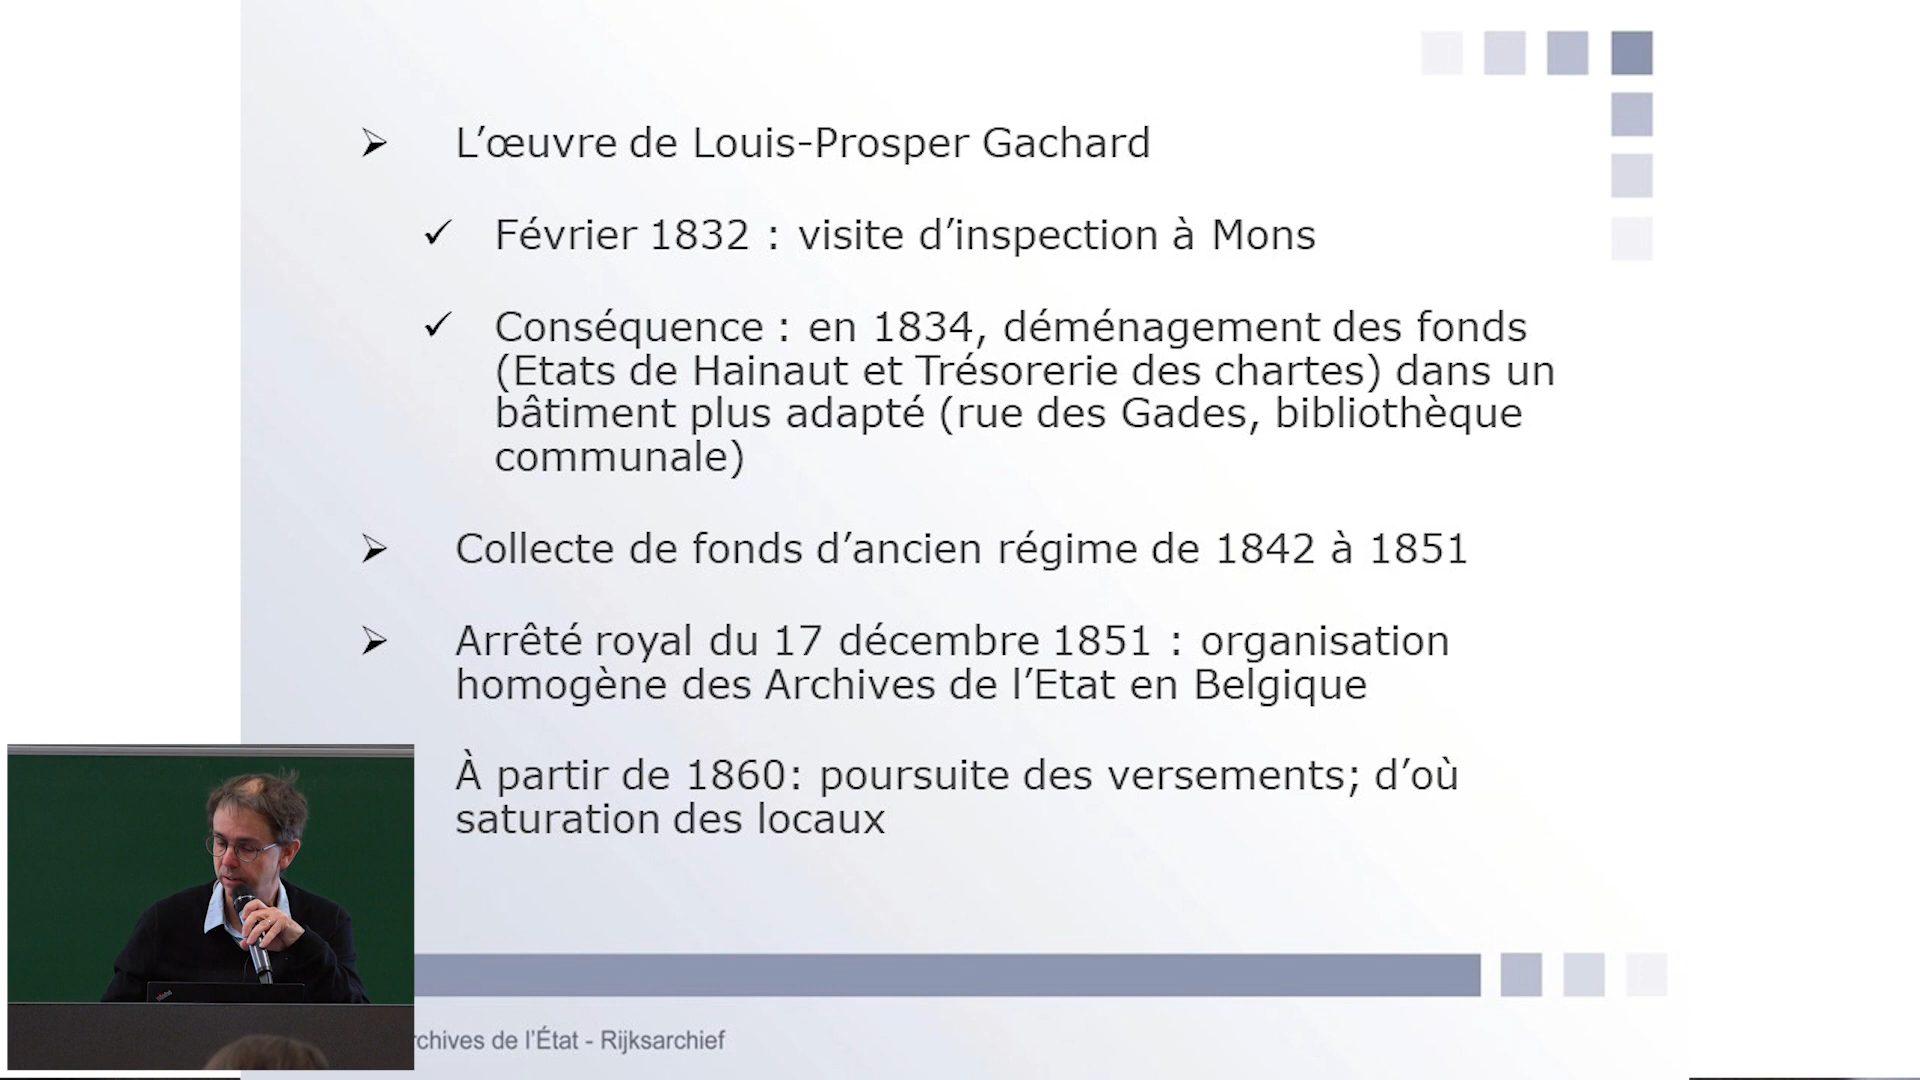 L’œuvre de Louis-Prosper Gachard
Février 1832 : visite d’inspection à Mons
Conséquence : en 1834, déménagement des fonds
(Etats de Hainaut et Trésorerie des chartes) dans un
bâtiment plus adapté (rue des Gades, bibliothèque
communale)
Collecte de fonds d’ancien régime de 1842 à 1851
Arrêté royal du 17 décembre 1851 : organisation
homogène des Archives de l’Etat en Belgique
À partir de 1860: poursuite des versements; d’où
saturation des locaux
rchives de l’État - Rijksarchief